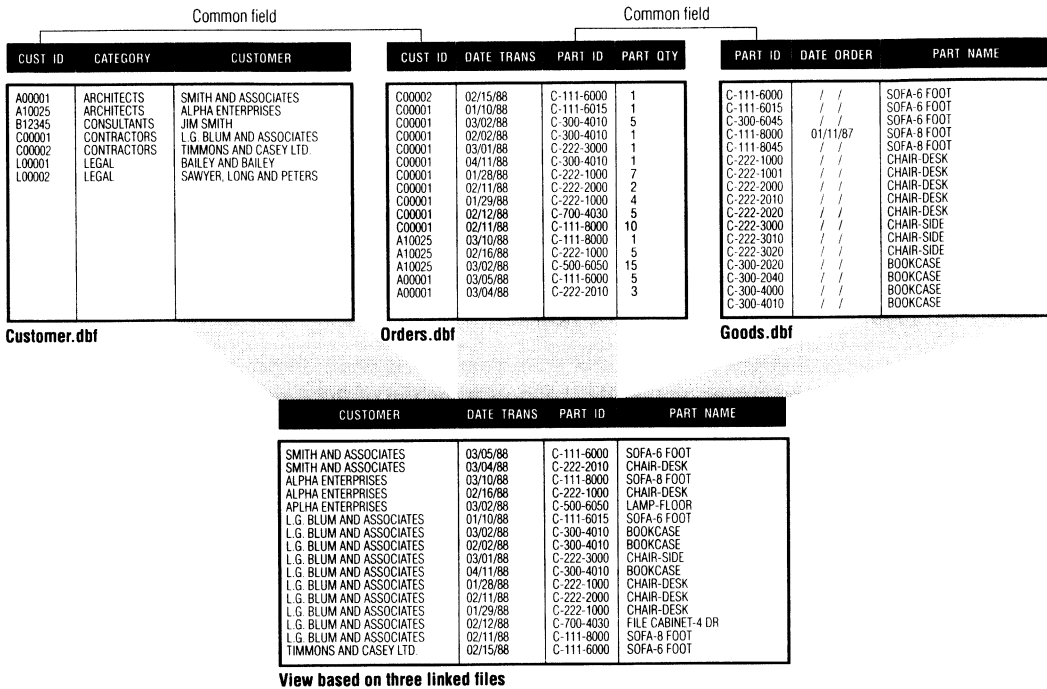 Common field
Common field
CUST ID CATEGORY CUSTOMER
A00001 ARCHITECTS SMITH AND ASSOCIATES
A10025 ARCHITECTS ALPHA ENTERPRISES
B12345 CONSULTANTS JIM SMITH
C00001 CONTRACTORS L.G. BLUM AND ASSOCIATES
C00002 CONTRACTORS TIMMONS AND CASEY LTD.
L00001 LEGAL BAILEY AND BAILEY
L00002 LEGAL SAWYER, LONG AND PETERS
Customer.dbf
CUST ID DATE TRANS PART ID PART QTY
C00002 02/15/88 C-111-6000 1
C00001 01/10/88 C-111-6015 1
C00001 03/02/88 C-300-4010 5
C00001 02/02/88 C-300-4010 1
C00001 03/01/88 C-222-3000 1
C00001 04/11/88 C-300-4010 1
C00001 01/28/88 C-222-1000 7
C00001 02/11/88 C-222-2000 2
C00001 01/29/88 C-222-1000 4
C00001 02/12/88 C-700-4030 5
C00001 02/11/88 C-111-8000 10
A10025 03/10/88 C-111-8000 1
A10025 02/16/88 C-222-1000 5
A10025 03/02/88 C-500-6050 15
A00001 03/05/88 C-111-6000 5
A00001 03/04/88 C-222-2010 3
Orders.dbf
PART ID DATE ORDER PART NAME
C-111-6000 / / SOFA-6 FOOT
C-111-6015 / / SOFA-6 FOOT
C-300-6045 / / SOFA-6 FOOT
C-111-8000 01/11/87 SOFA-8 FOOT
C-111-8045 / / SOFA-8 FOOT
C-222-1000 / / CHAIR-DESK
C-222-1001 / / CHAIR-DESK
C-222-2000 / / CHAIR-DESK
C-222-2010 / / CHAIR-DESK
C-222-2020 / / CHAIR-DESK
C-222-3000 / / CHAIR-SIDE
C-222-3010 / / CHAIR-SIDE
C-222-3020 / / CHAIR-SIDE
C-300-2020 / / BOOKCASE
C-300-2040 / / BOOKCASE
C-300-4000 / / BOOKCASE
C-300-4010 / / BOOKCASE
Goods.dbf
CUSTOMER DATE TRANS PART ID PART NAME
SMITH AND ASSOCIATES 03/05/88 C-111-6000 SOFA-6 FOOT
SMITH AND ASSOCIATES 03/04/88 C-222-2010 CHAIR-DESK
ALPHA ENTERPRISES 03/10/88 C-111-8000 SOFA-8 FOOT
ALPHA ENTERPRISES 02/16/88 C-222-1000 CHAIR-DESK
APLHA ENTERPRISES 03/02/88 C-500-6050 LAMP-FLOOR
L.G. BLUM AND ASSOCIATES 01/10/88 C-111-6015 SOFA-6 FOOT
L.G. BLUM AND ASSOCIATES 03/02/88 C-300-4010 BOOKCASE
L.G. BLUM AND ASSOCIATES 02/02/88 C-300-4010 BOOKCASE
L.G. BLUM AND ASSOCIATES 03/01/88 C-222-3000 CHAIR-SIDE
L.G. BLUM AND ASSOCIATES 04/11/88 C-300-4010 BOOKCASE
L.G. BLUM AND ASSOCIATES 01/28/88 C-222-1000 CHAIR-DESK
L.G. BLUM AND ASSOCIATES 02/11/88 C-222-2000 CHAIR-DESK
L.G. BLUM AND ASSOCIATES 01/29/88 C-222-1000 CHAIR-DESK
L.G. BLUM AND ASSOCIATES 02/12/88 C-700-4030 FILE CABINET-4 DR
L.G. BLUM AND ASSOCIATES 02/11/88 C-111-8000 SOFA-8 FOOT
TIMMONS AND CASEY LTD. 02/15/88 C-111-6000 SOFA-6 FOOT
View based on three linked files